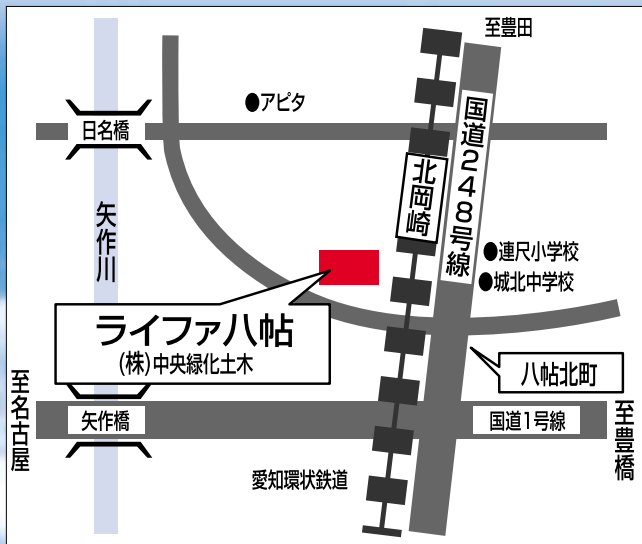 至豊田
●アピタ
日名橋
国道248号線
北岡崎
矢作川
●連尺小学校
●城北中学校
ライファ八帖
(株)中央緑化土木
八帖北町
至名古屋
矢作橋
国道1号線
至豊橋
愛知環状鉄道